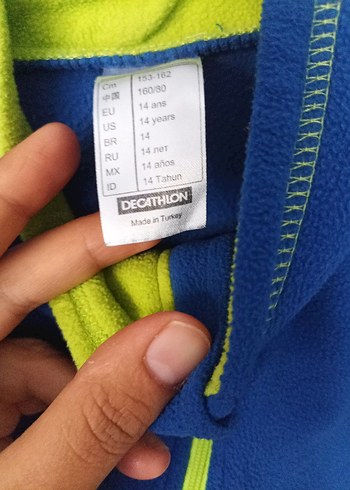 Cm 153-162
中国 160/80
EU 14 ans
US 14 years
BR 14
RU 14 лет
MX 14 años
ID 14 Tahun
DECATHLON
Made in Turkey